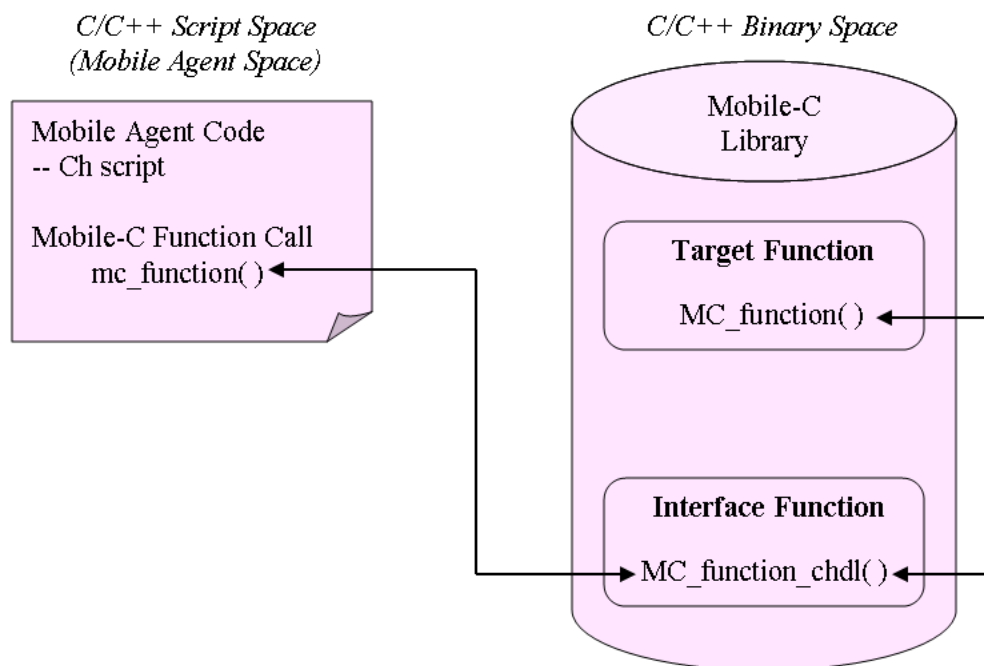 C/C++ Script Space
(Mobile Agent Space)
Mobile Agent Code
-- Ch script
Mobile-C Function Call
mc_function( )
C/C++ Binary Space
Mobile-C
Library
Target Function
MC_function( )
Interface Function
MC_function_chdl( )